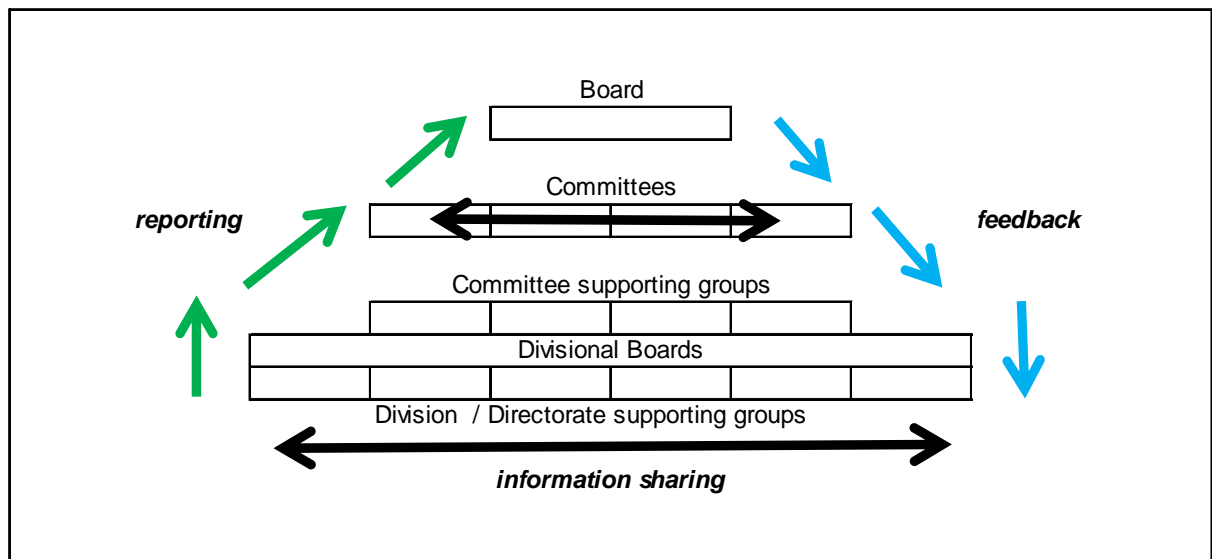 Board
Committees
reporting
feedback
Committee supporting groups
Divisional Boards
Division / Directorate supporting groups
information sharing